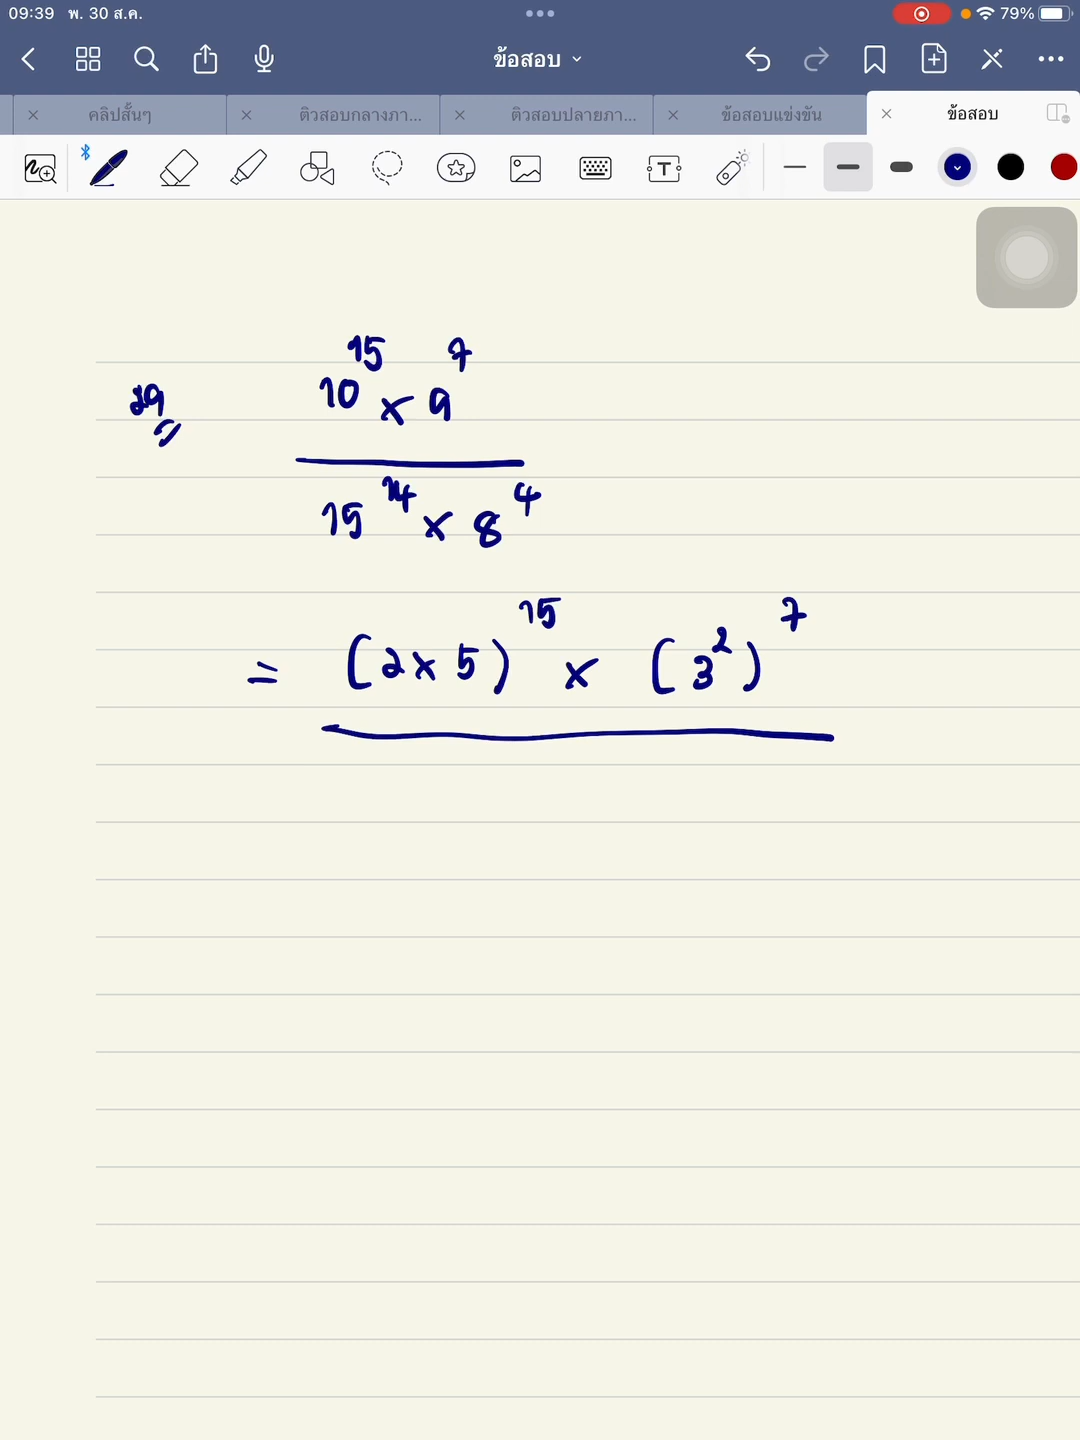 09:39 พ. 30 ส.ค. 79%
ข้อสอบ
คลิปสั้นๆ ติวสอบกลางภา... ติวสอบปลายภา... ข้อสอบแข่งขัน ข้อสอบ
29
10^15 × 9^7
15^14 × 8^4
= (2×5)^15 × (3^2)^7